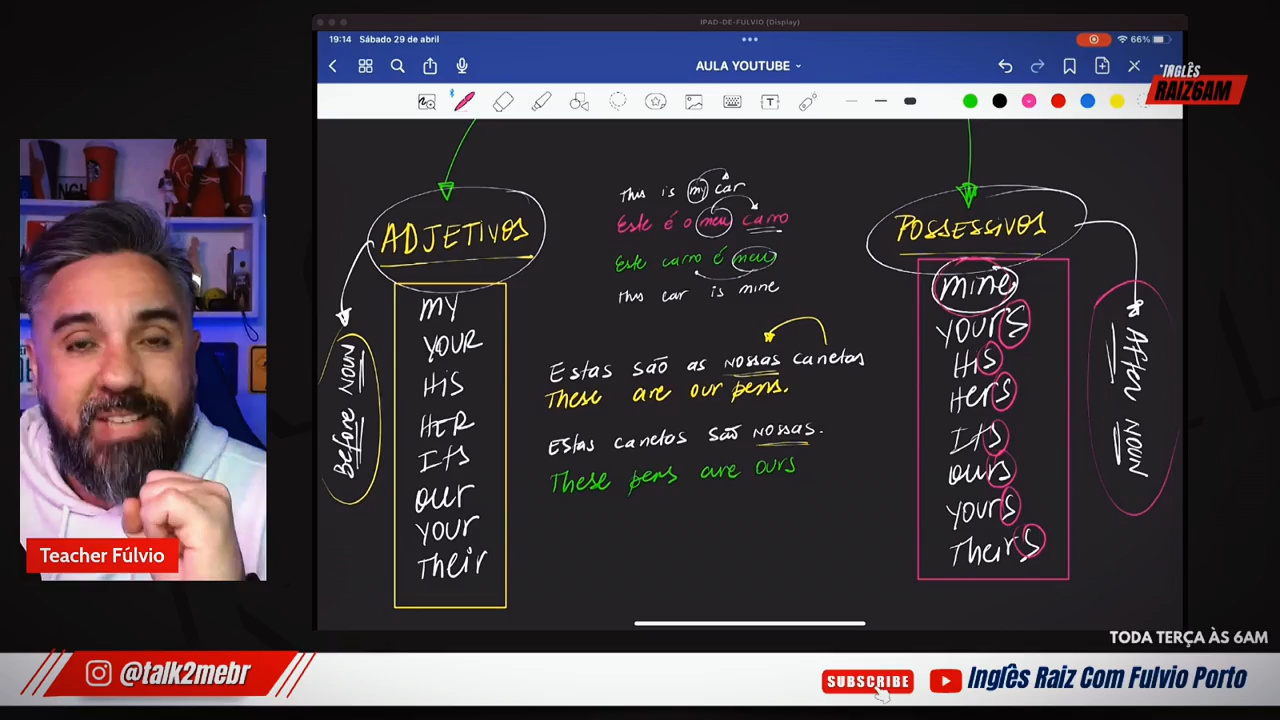 IPAD-DE-FULVIO (Display)
19:14 Sábado 29 de abril
66%
AULA YOUTUBE
INGLÊS
RAIZ6AM
ADJETIVOS
MY
YOUR
HiS
HER
ITS
OUR
YOUR
Their
Before NOUN
This is my car
Este é o meu carro
Este carro é meu
This car is mine
Estas são as nossas canetas
These are our pens.
Estas canetas são nossas.
These pens are ours
POSSESSIVOS
mine
YOURS
HiS
HerS
ITS
OURS
YOURS
TheirS
After NOUN
Teacher Fúlvio
TODA TERÇA ÀS 6AM
@talk2mebr
SUBSCRIBE
Inglês Raiz Com Fulvio Porto